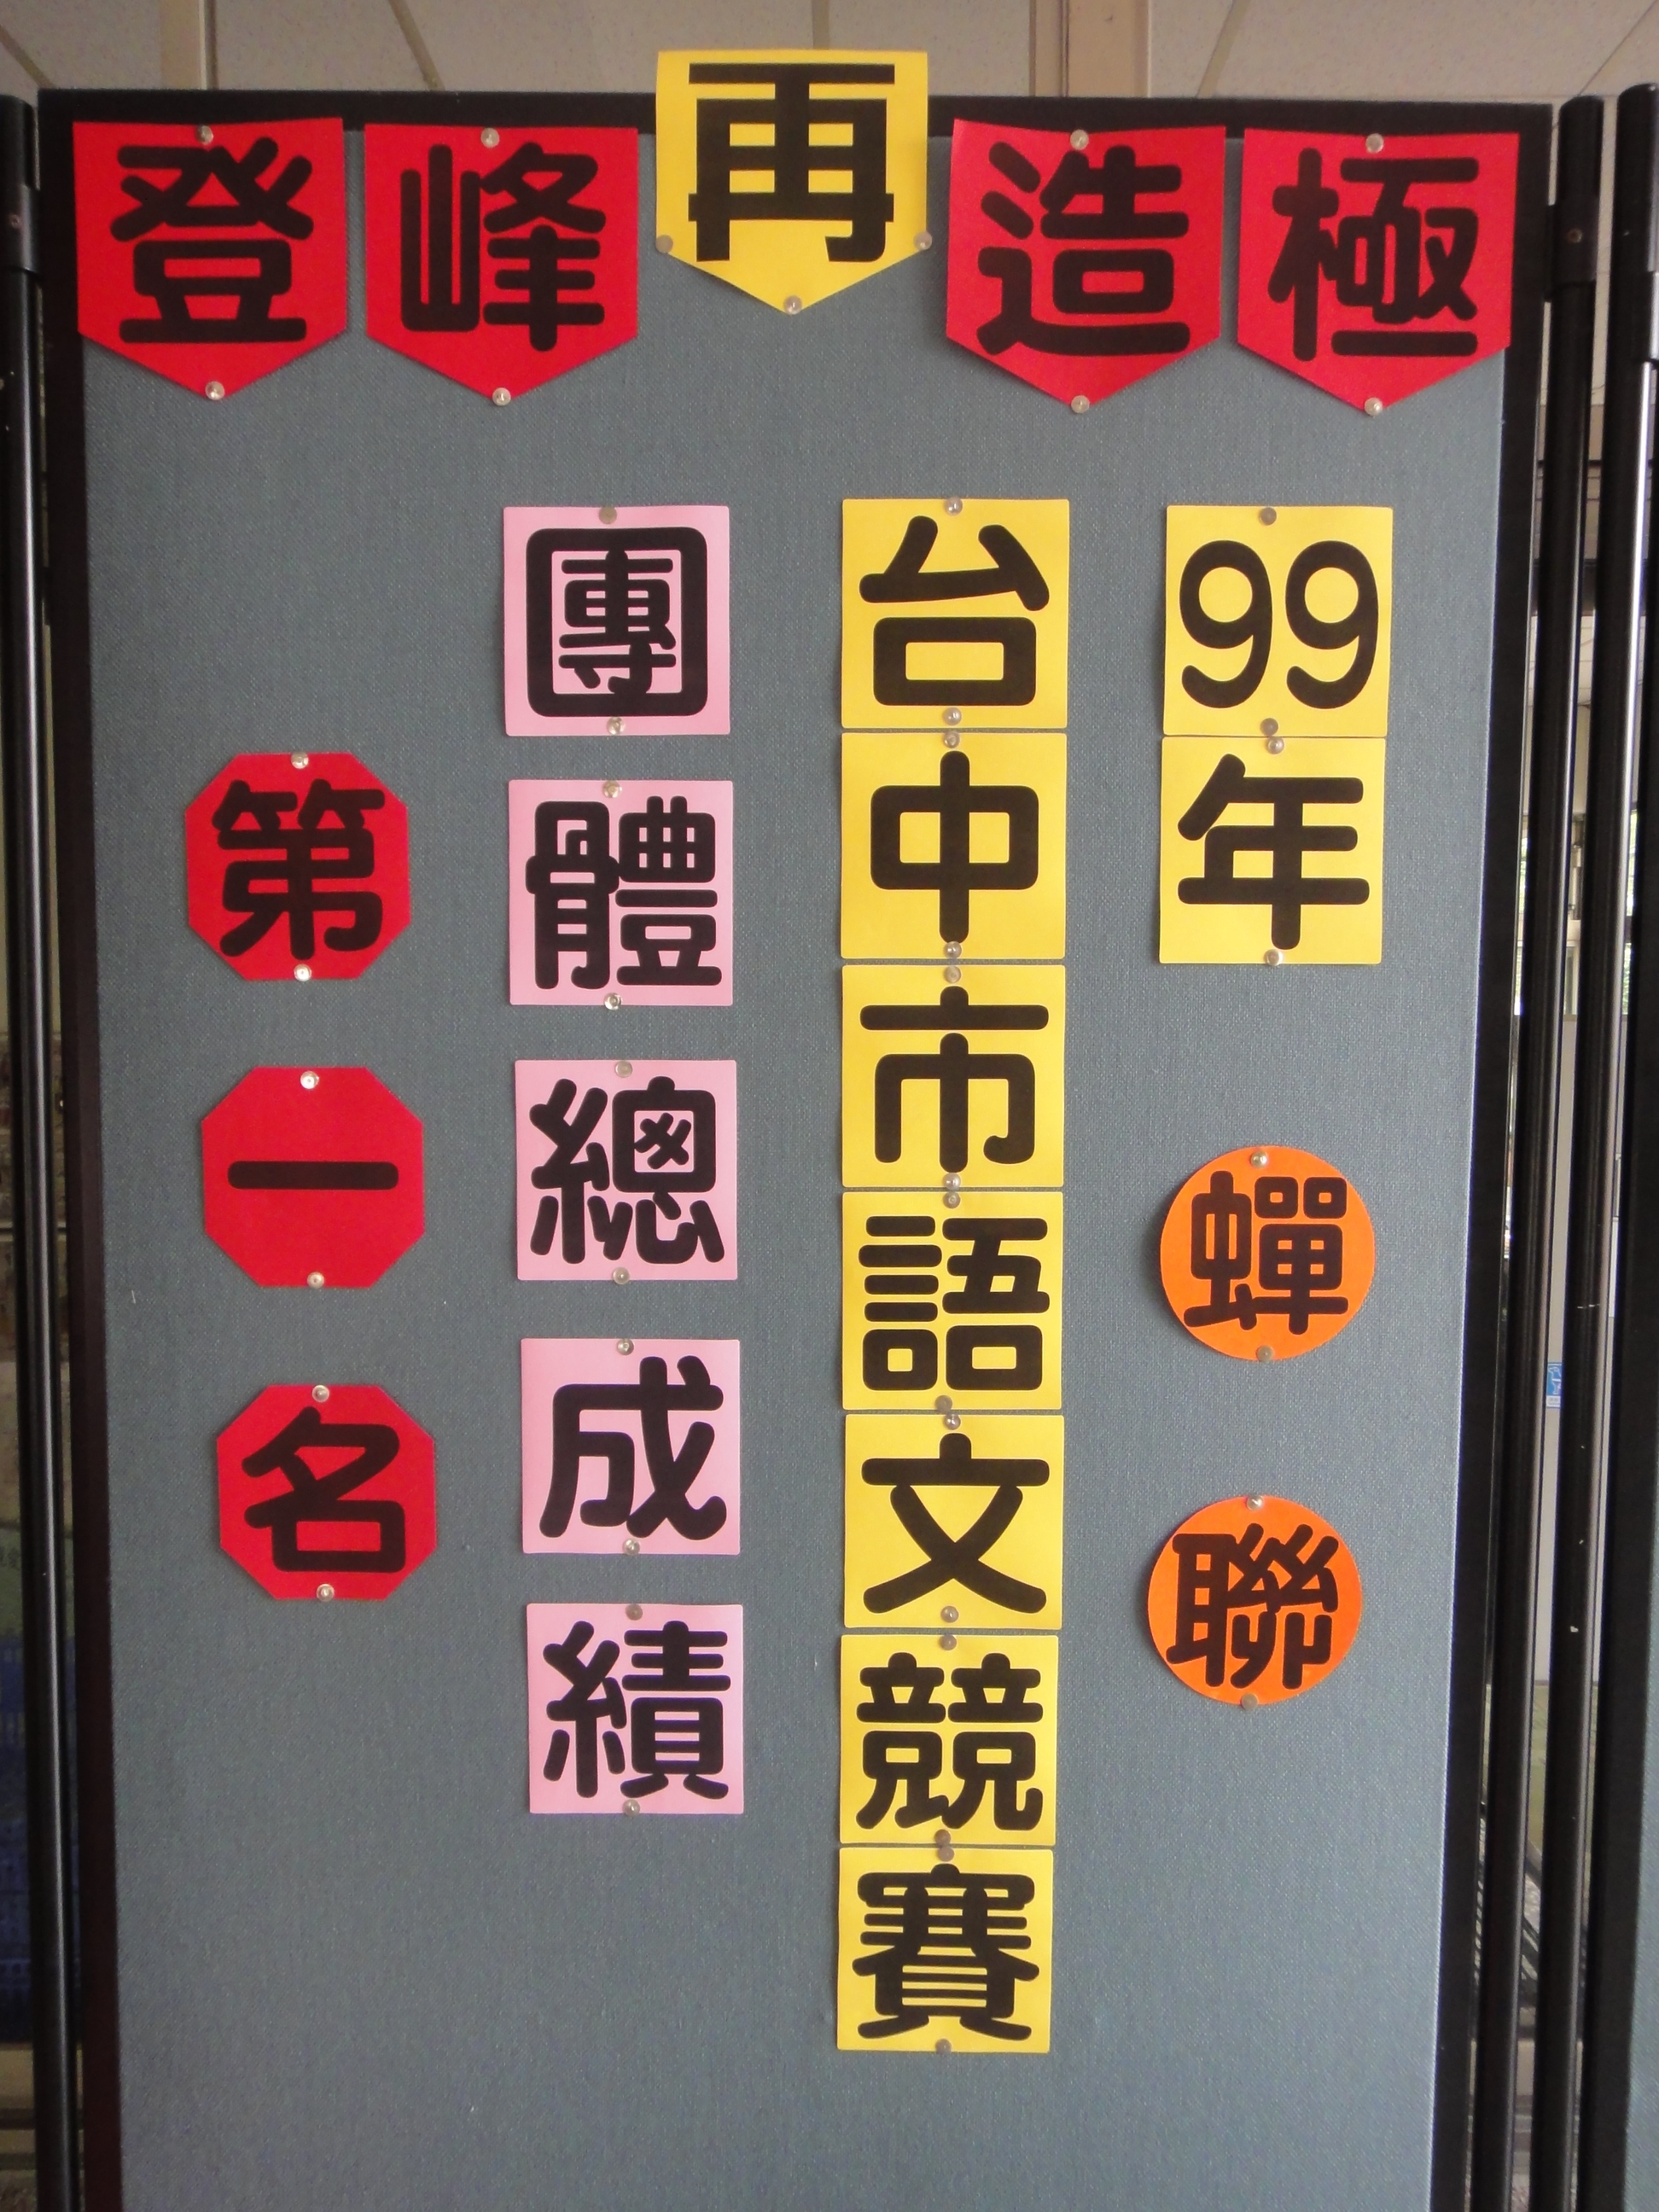 登峰再造極
99年蟬聯
台中市語文競賽
團體總成績
第一名